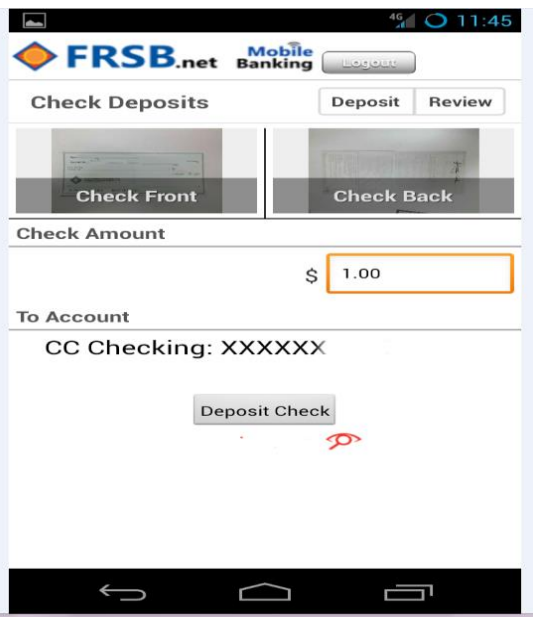 4G 11:45
FRSB.net Mobile Banking Logout
Check Deposits Deposit Review
Check Front Check Back
Check Amount
$ 1.00
To Account
CC Checking: XXXXXX
Deposit Check